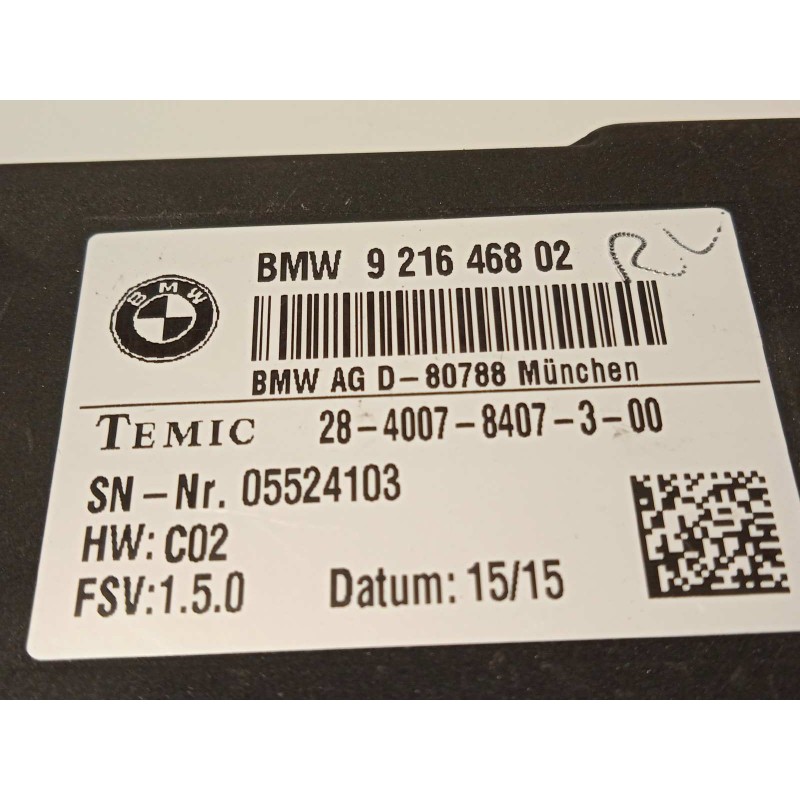 BMW 9 216 468 02
R.V
BMW
BMW AG D-80788 München
TEMIC 28-4007-8407-3-00
SN-Nr. 05524103
HW: C02
FSV:1.5.0 Datum: 15/15